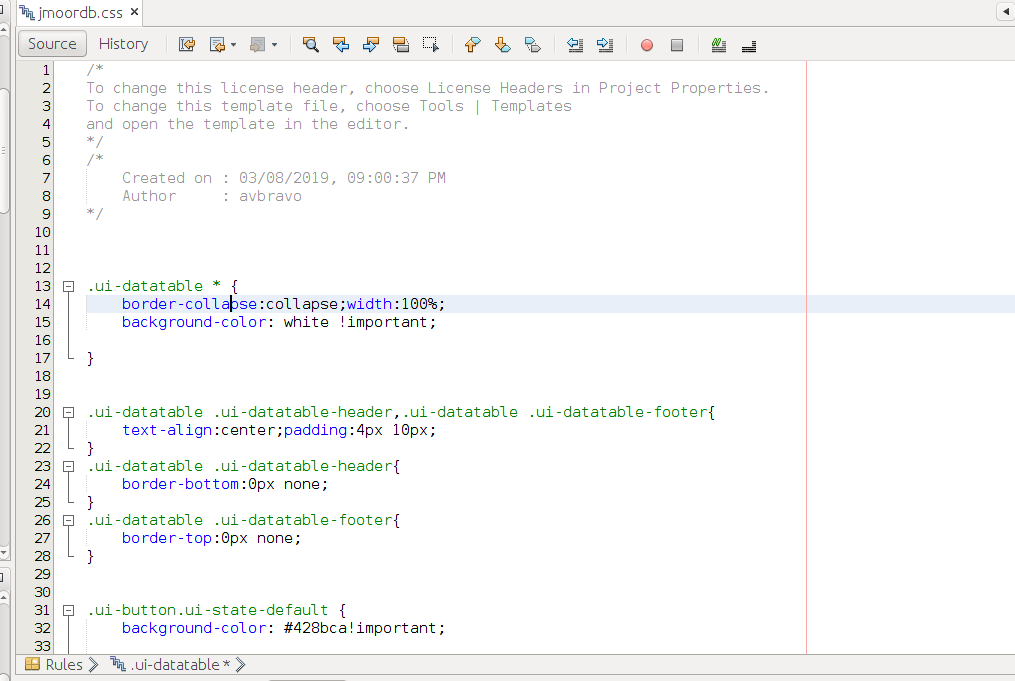 jmoordb.css ×
Source History
1 /*
2 To change this license header, choose License Headers in Project Properties.
3 To change this template file, choose Tools | Templates
4 and open the template in the editor.
5 */
6 /*
7     Created on : 03/08/2019, 09:00:37 PM
8     Author     : avbravo
9 */
10
11
12
13 .ui-datatable * {
14     border-collapse:collapse;width:100%;
15     background-color: white !important;
16
17 }
18
19
20 .ui-datatable .ui-datatable-header,.ui-datatable .ui-datatable-footer{
21     text-align:center;padding:4px 10px;
22 }
23 .ui-datatable .ui-datatable-header{
24     border-bottom:0px none;
25 }
26 .ui-datatable .ui-datatable-footer{
27     border-top:0px none;
28 }
29
30
31 .ui-button.ui-state-default {
32     background-color: #428bca!important;
33
Rules .ui-datatable *